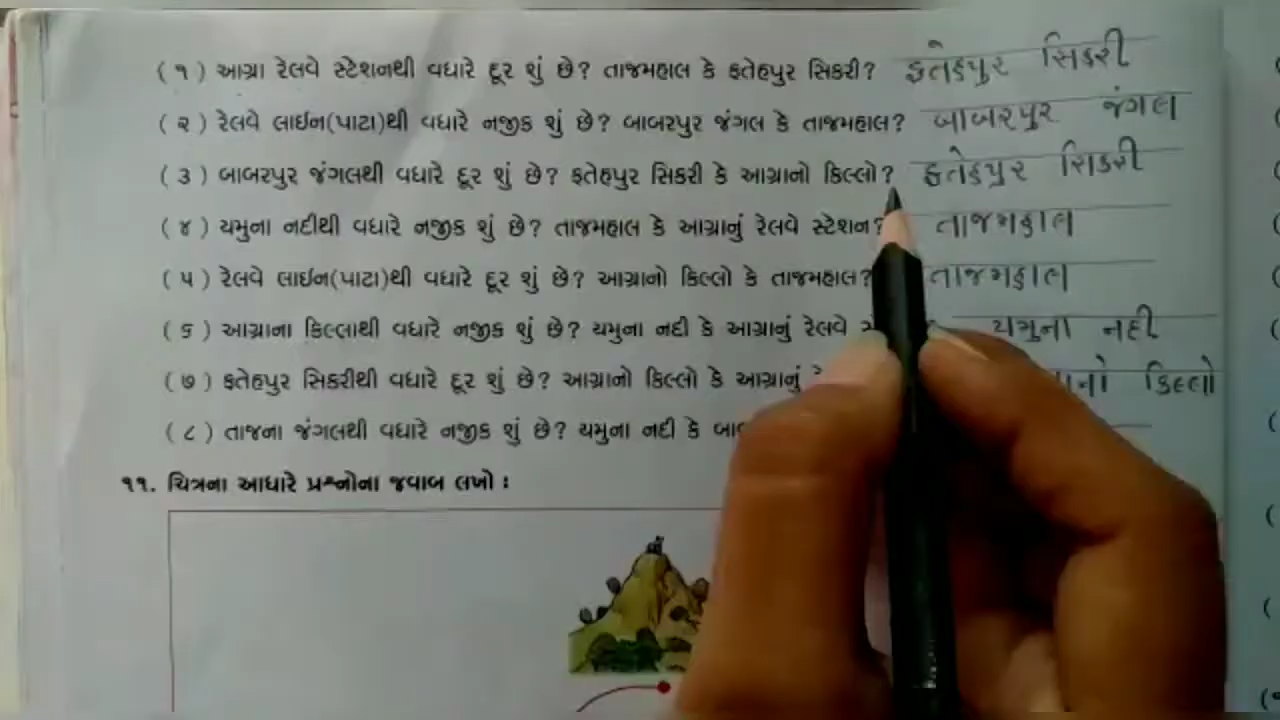 (૧) આગ્રા રેલવે સ્ટેશનથી વધારે દૂર શું છે? તાજમહાલ કે ફતેહપુર સિકરી? ફતેહપુર સિકરી
(૨) રેલવે લાઈન(પાટા)થી વધારે નજીક શું છે? બાબરપુર જંગલ કે તાજમહાલ? બાબરપુર જંગલ
(૩) બાબરપુર જંગલથી વધારે દૂર શું છે? ફતેહપુર સિકરી કે આગ્રાનો કિલ્લો? ફતેહપુર સિકરી
(૪) યમુના નદીથી વધારે નજીક શું છે? તાજમહાલ કે આગ્રાનું રેલવે સ્ટેશન? તાજમહાલ
(૫) રેલવે લાઈન(પાટા)થી વધારે દૂર શું છે? આગ્રાનો કિલ્લો કે તાજમહાલ? તાજમહાલ
(૬) આગ્રાના કિલ્લાથી વધારે નજીક શું છે? યમુના નદી કે આગ્રાનું રેલવે યમુના નદી
(૭) ફતેહપુર સિકરીથી વધારે દૂર શું છે? આગ્રાનો કિલ્લો કે આગ્રાનું કિલ્લો
(૮) તાજના જંગલથી વધારે નજીક શું છે? યમુના નદી કે
૧૧. ચિત્રના આધારે પ્રશ્નોના જવાબ લખો :